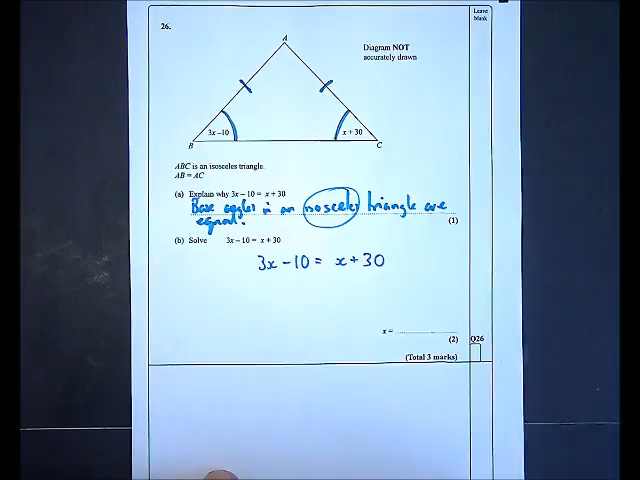 Leave
blank
26.
A
Diagram NOT
accurately drawn
3x –10
x + 30
B
C
ABC is an isosceles triangle.
AB = AC
(a) Explain why 3x – 10 = x + 30
Base angles in an isosceles triangle are
equal.
(1)
(b) Solve 3x – 10 = x + 30
3x – 10 = x + 30
x = ....................
(2)
Q26
(Total 3 marks)